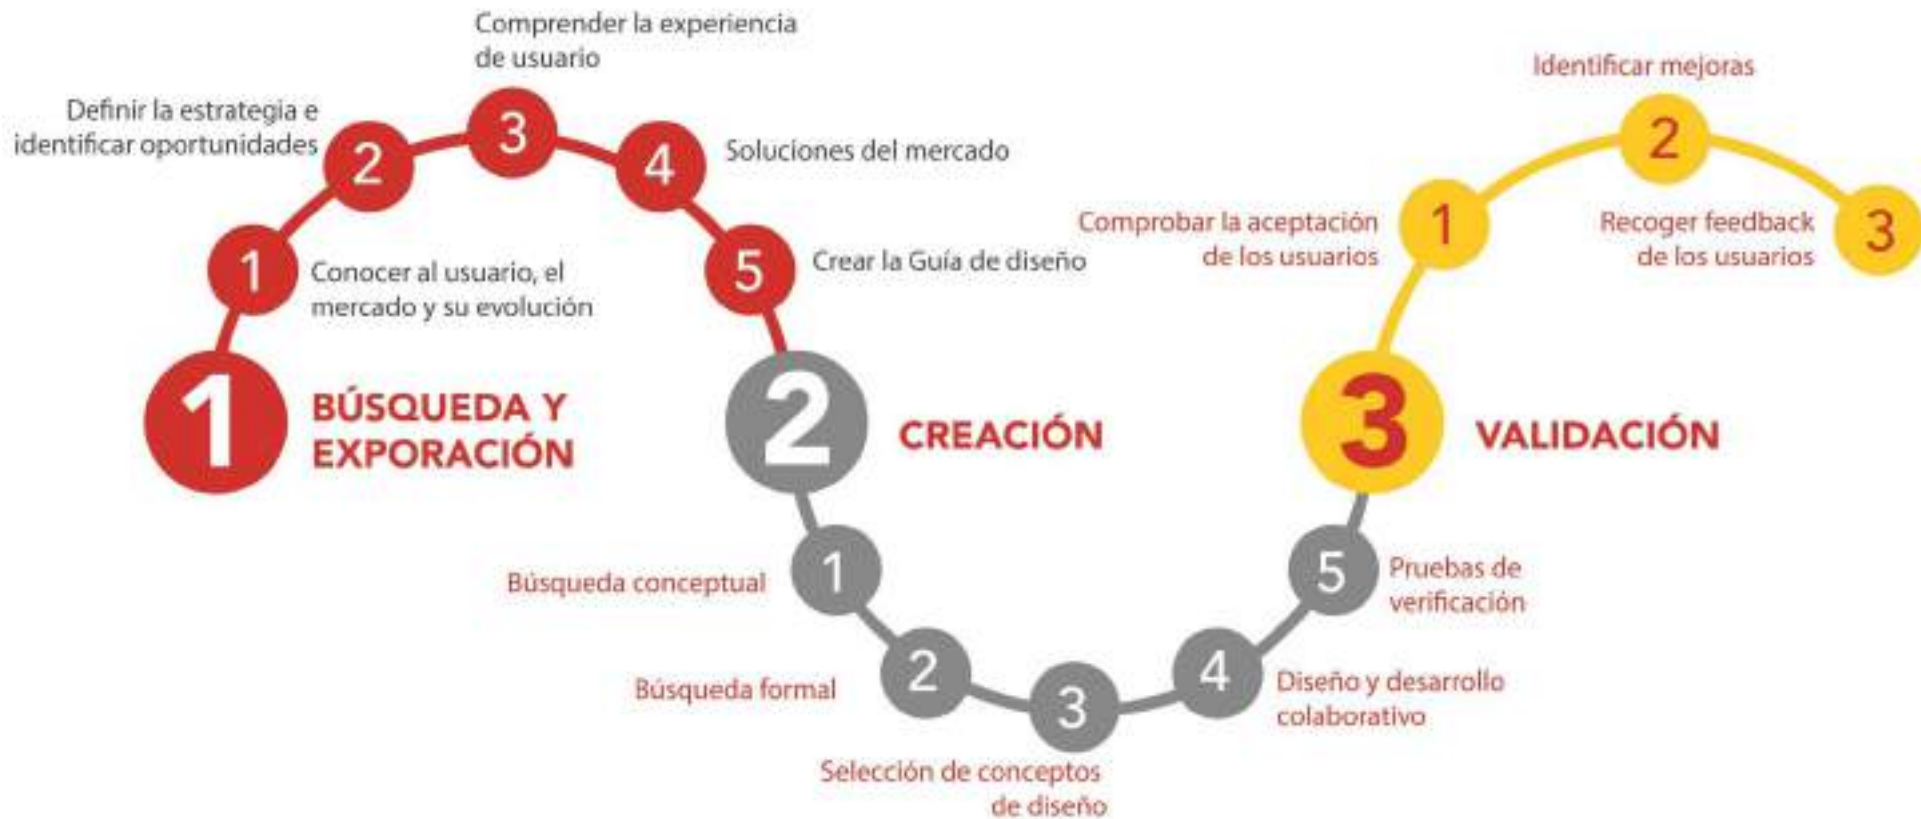 1
BÚSQUEDA Y
EXPORACIÓN
1
Conocer al usuario, el
mercado y su evolución
2
Definir la estrategia e
identificar oportunidades
3
Comprender la experiencia
de usuario
4
Soluciones del mercado
5
Crear la Guía de diseño
2
CREACIÓN
1
Búsqueda conceptual
2
Búsqueda formal
3
Selección de conceptos
de diseño
4
Diseño y desarrollo
colaborativo
5
Pruebas de
verificación
3
VALIDACIÓN
1
Comprobar la aceptación
de los usuarios
2
Identificar mejoras
3
Recoger feedback
de los usuarios